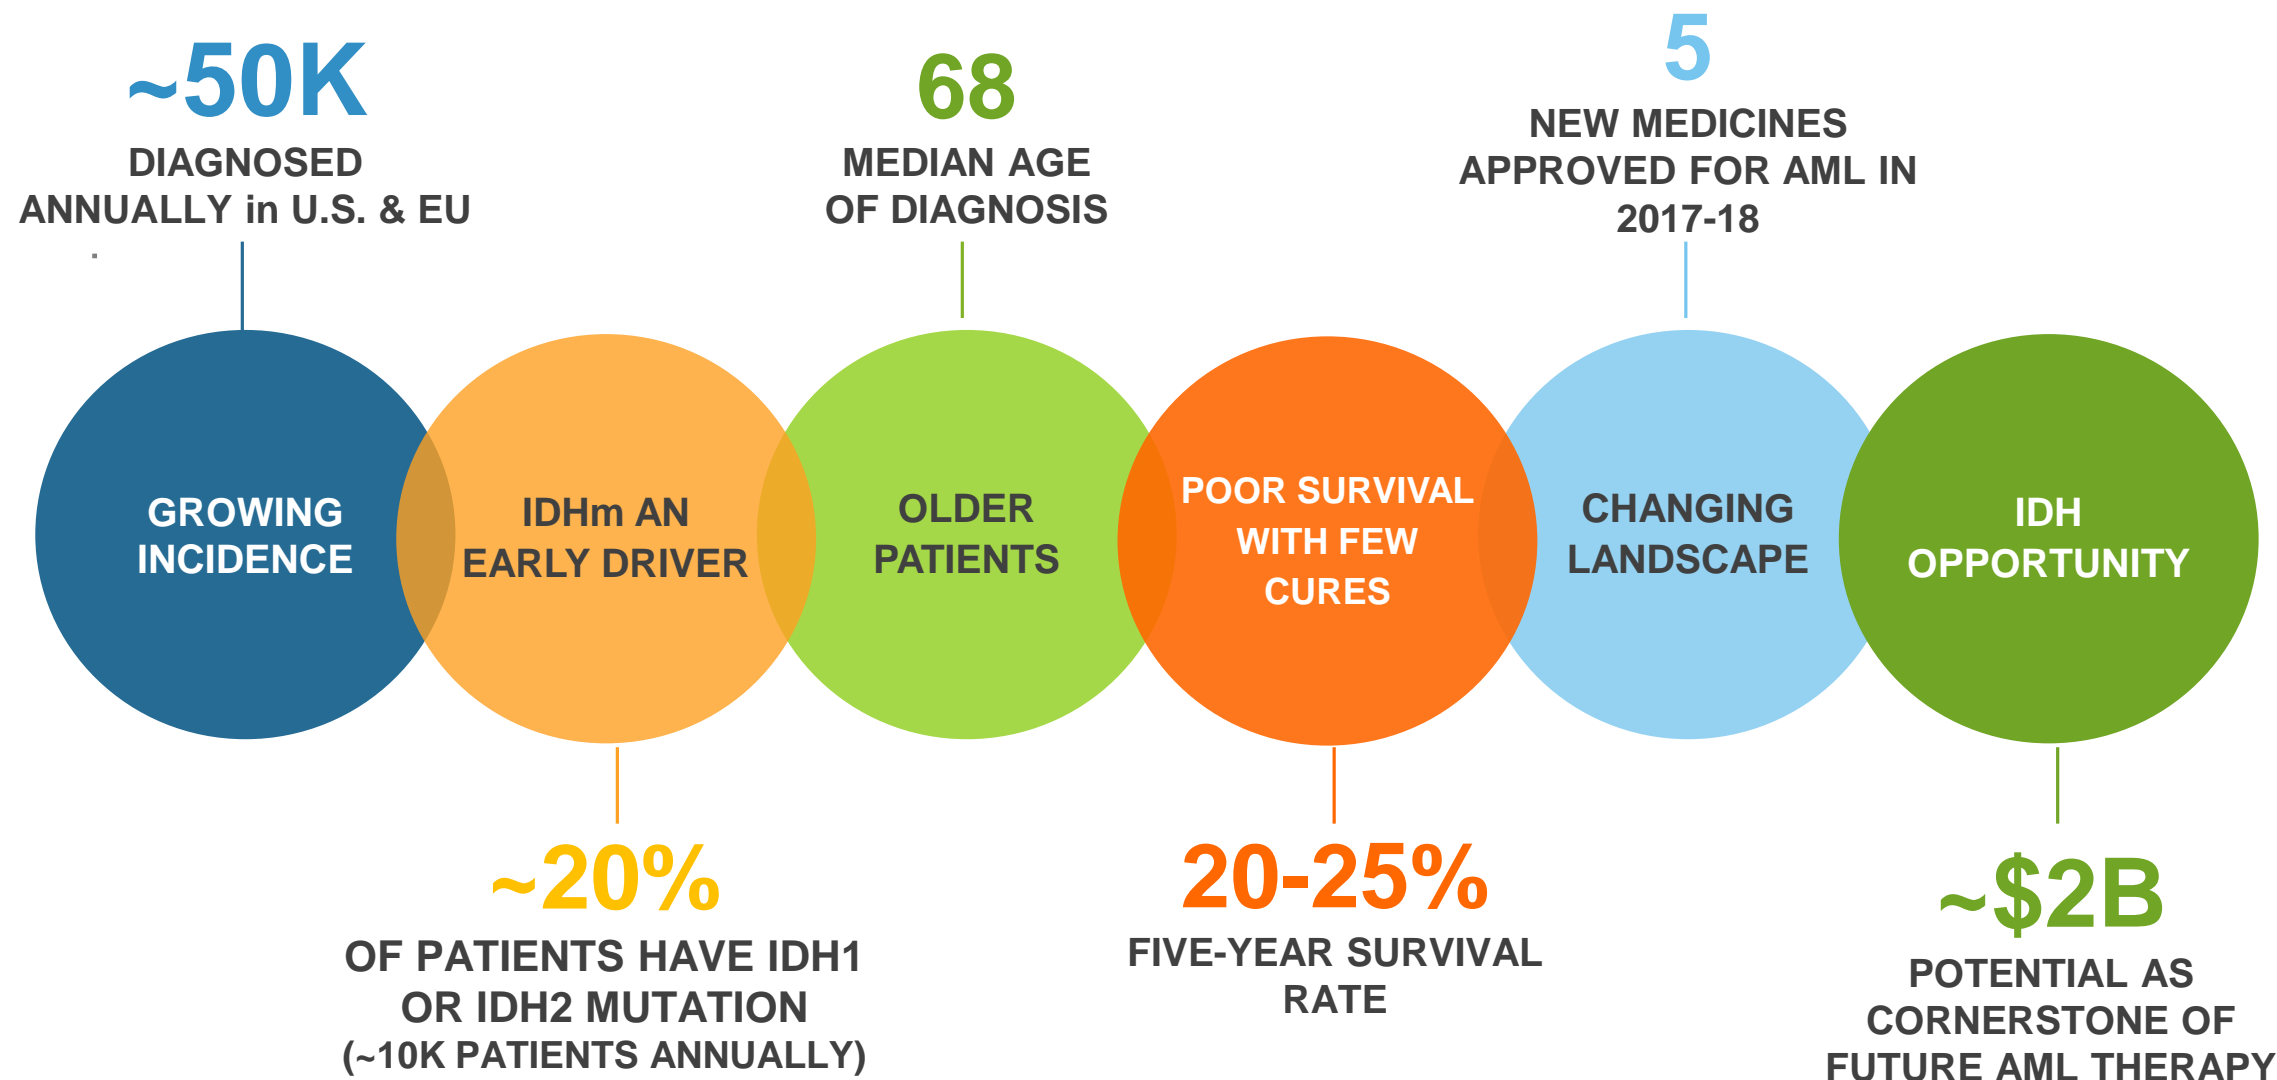 ~50K
DIAGNOSED
ANNUALLY in U.S. & EU
68
MEDIAN AGE
OF DIAGNOSIS
5
NEW MEDICINES
APPROVED FOR AML IN
2017-18
GROWING
INCIDENCE
IDHm AN
EARLY DRIVER
OLDER
PATIENTS
POOR SURVIVAL
WITH FEW
CURES
CHANGING
LANDSCAPE
IDH
OPPORTUNITY
~20%
OF PATIENTS HAVE IDH1
OR IDH2 MUTATION
(~10K PATIENTS ANNUALLY)
20-25%
FIVE-YEAR SURVIVAL
RATE
~$2B
POTENTIAL AS
CORNERSTONE OF
FUTURE AML THERAPY